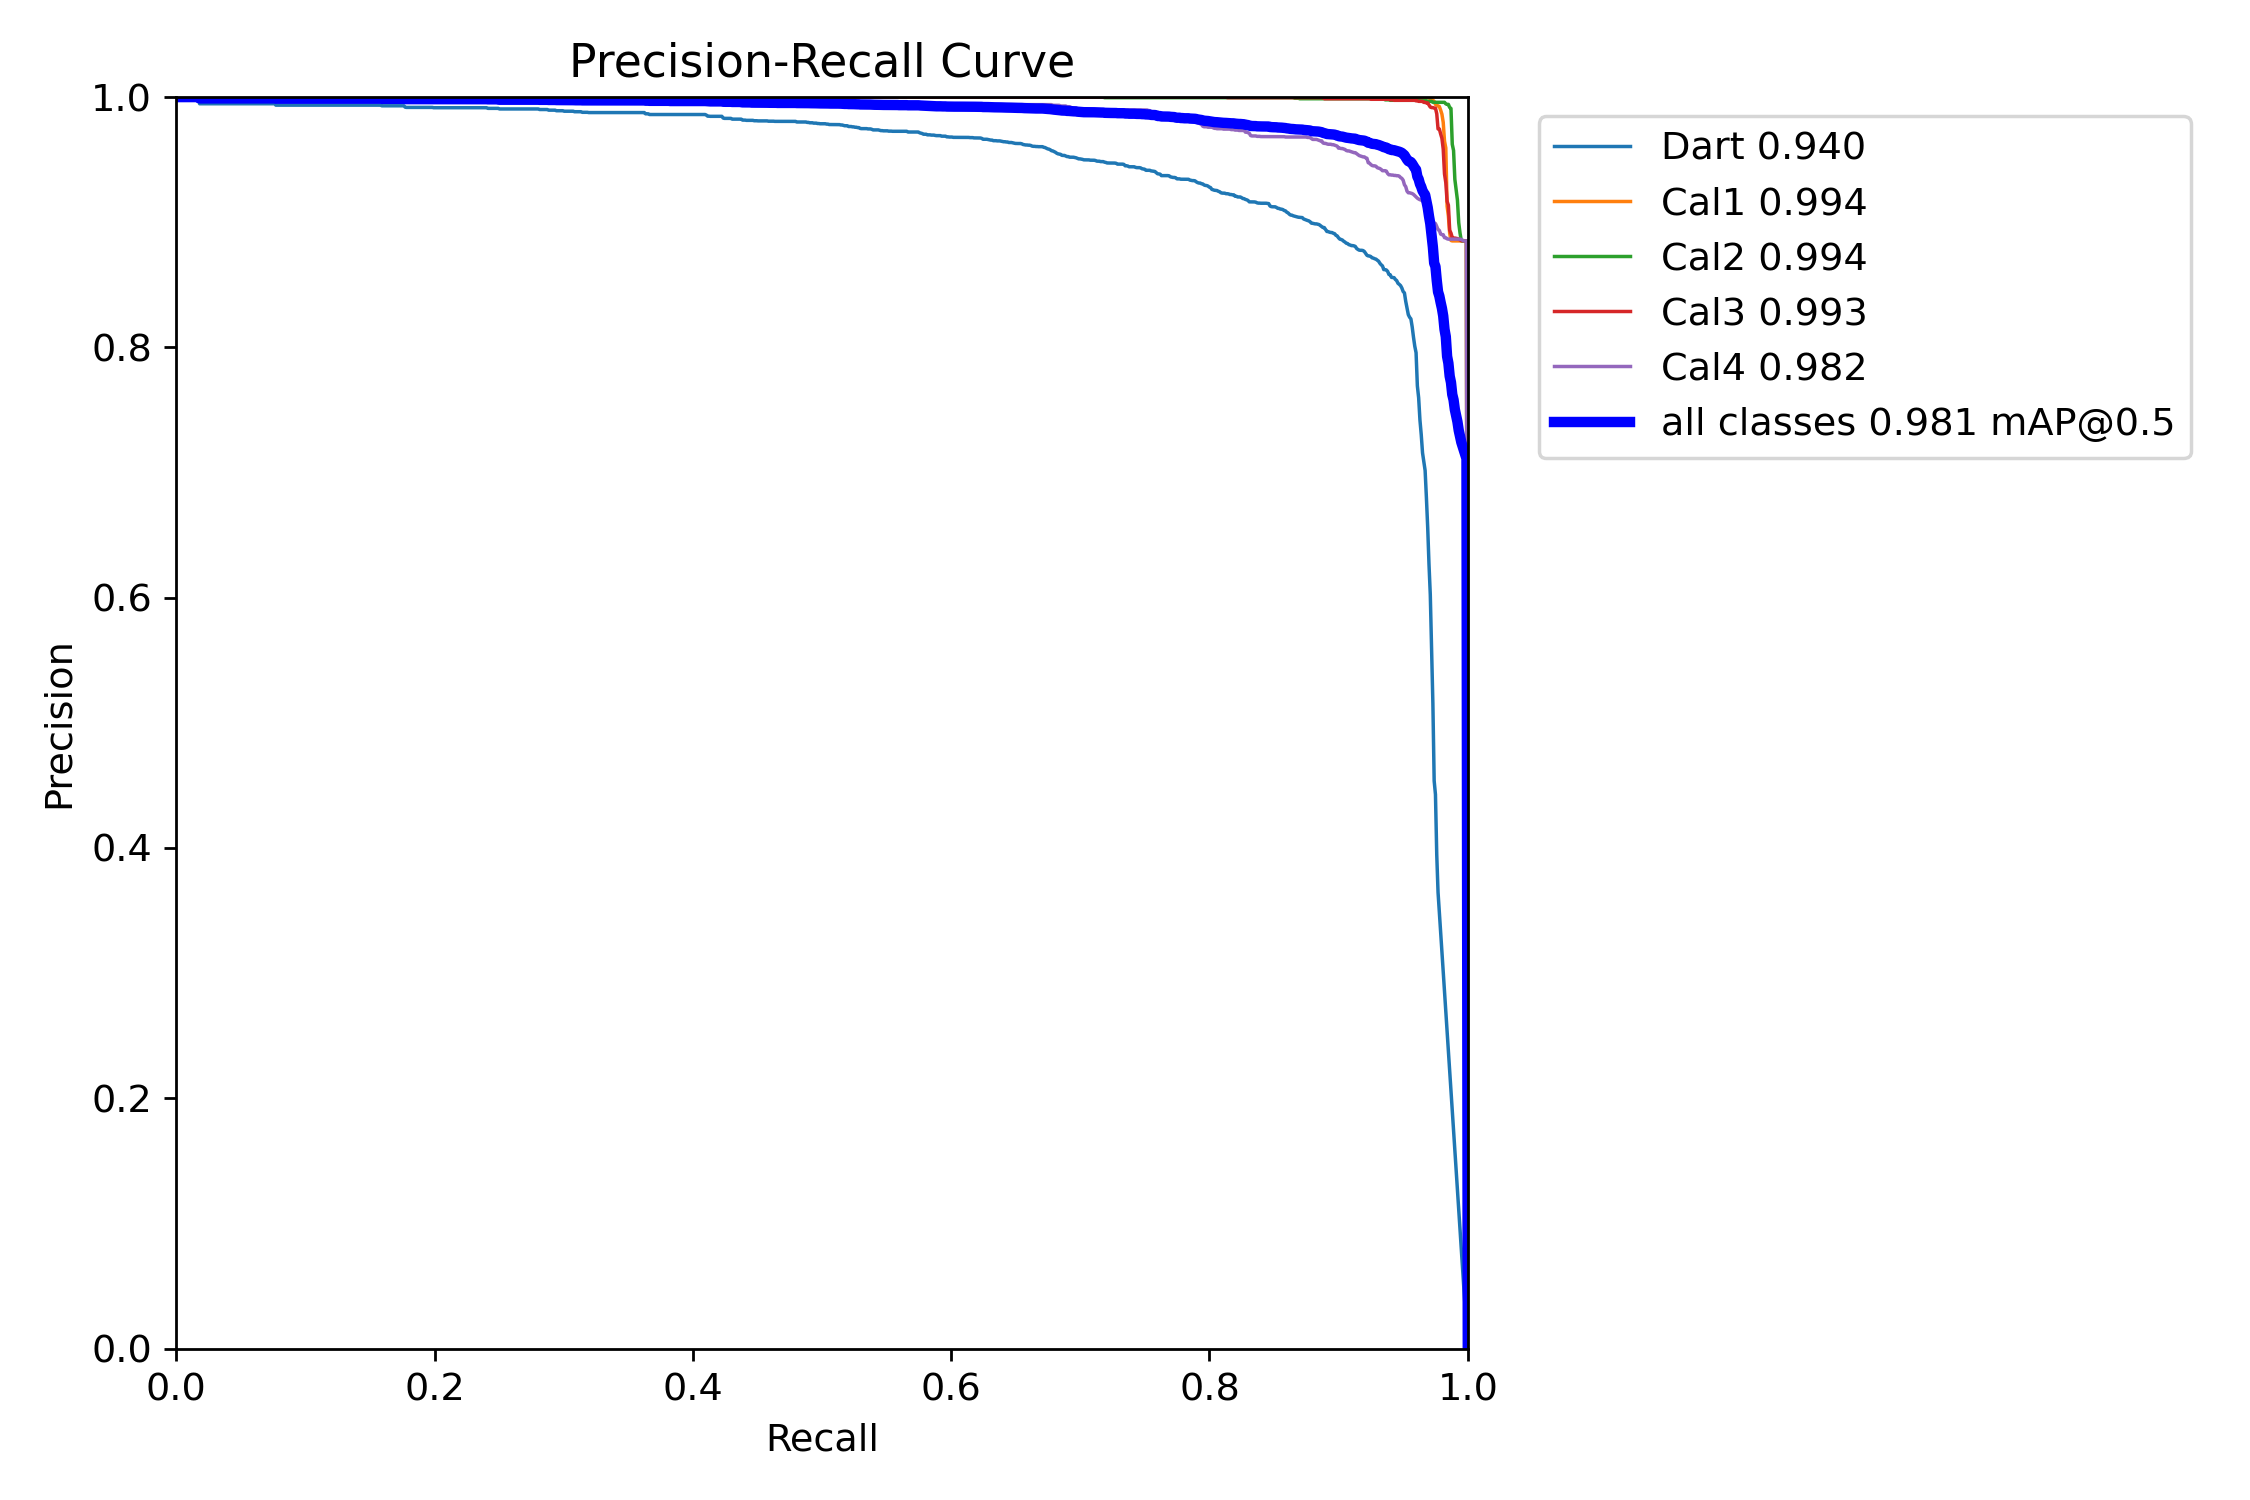 Precision-Recall Curve
1.0
0.8
0.6
0.4
0.2
0.0
Precision
0.0 0.2 0.4 0.6 0.8 1.0
Recall
Dart 0.940
Cal1 0.994
Cal2 0.994
Cal3 0.993
Cal4 0.982
all classes 0.981 mAP@0.5